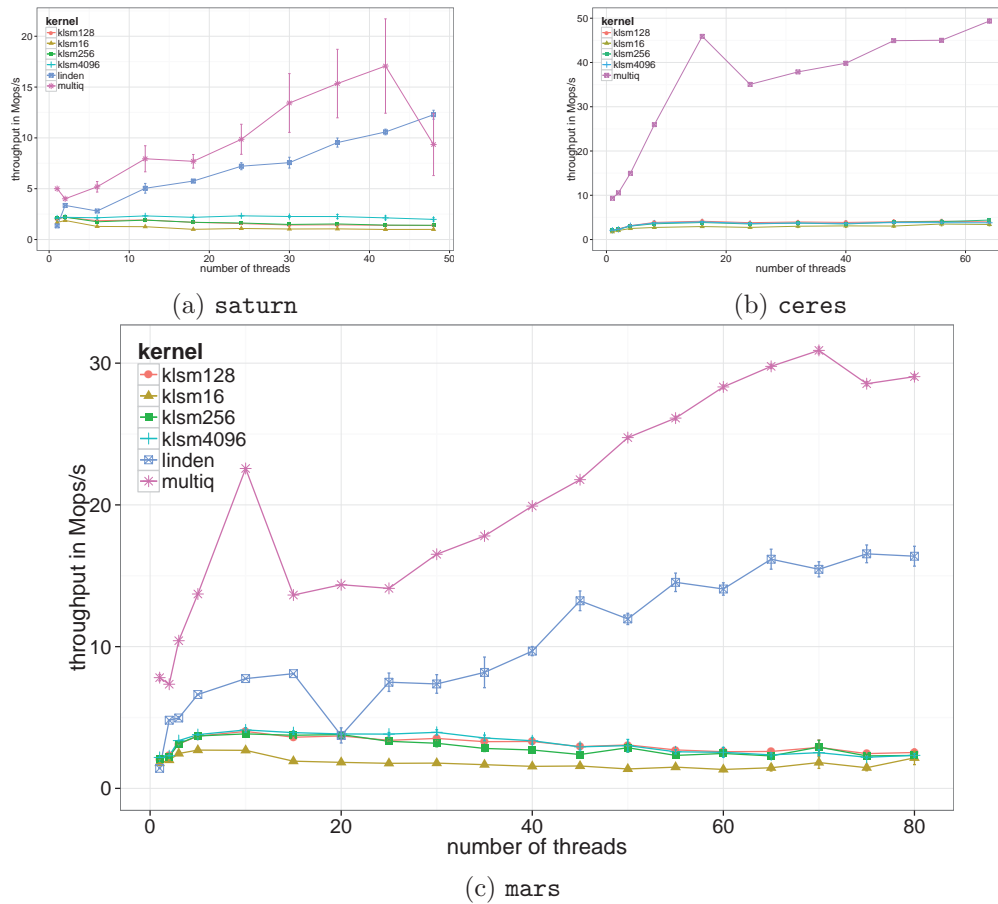 kernel
klsm128
klsm16
klsm256
klsm4096
linden
multiq
throughput in Mops/s
20
15
10
5
0
0
10
20
30
40
50
number of threads
(a) saturn
kernel
klsm128
klsm16
klsm256
klsm4096
linden
multiq
throughput in Mops/s
50
40
30
20
10
0
0
20
40
60
number of threads
(b) ceres
kernel
klsm128
klsm16
klsm256
klsm4096
linden
multiq
throughput in Mops/s
30
20
10
0
0
20
40
60
80
number of threads
(c) mars